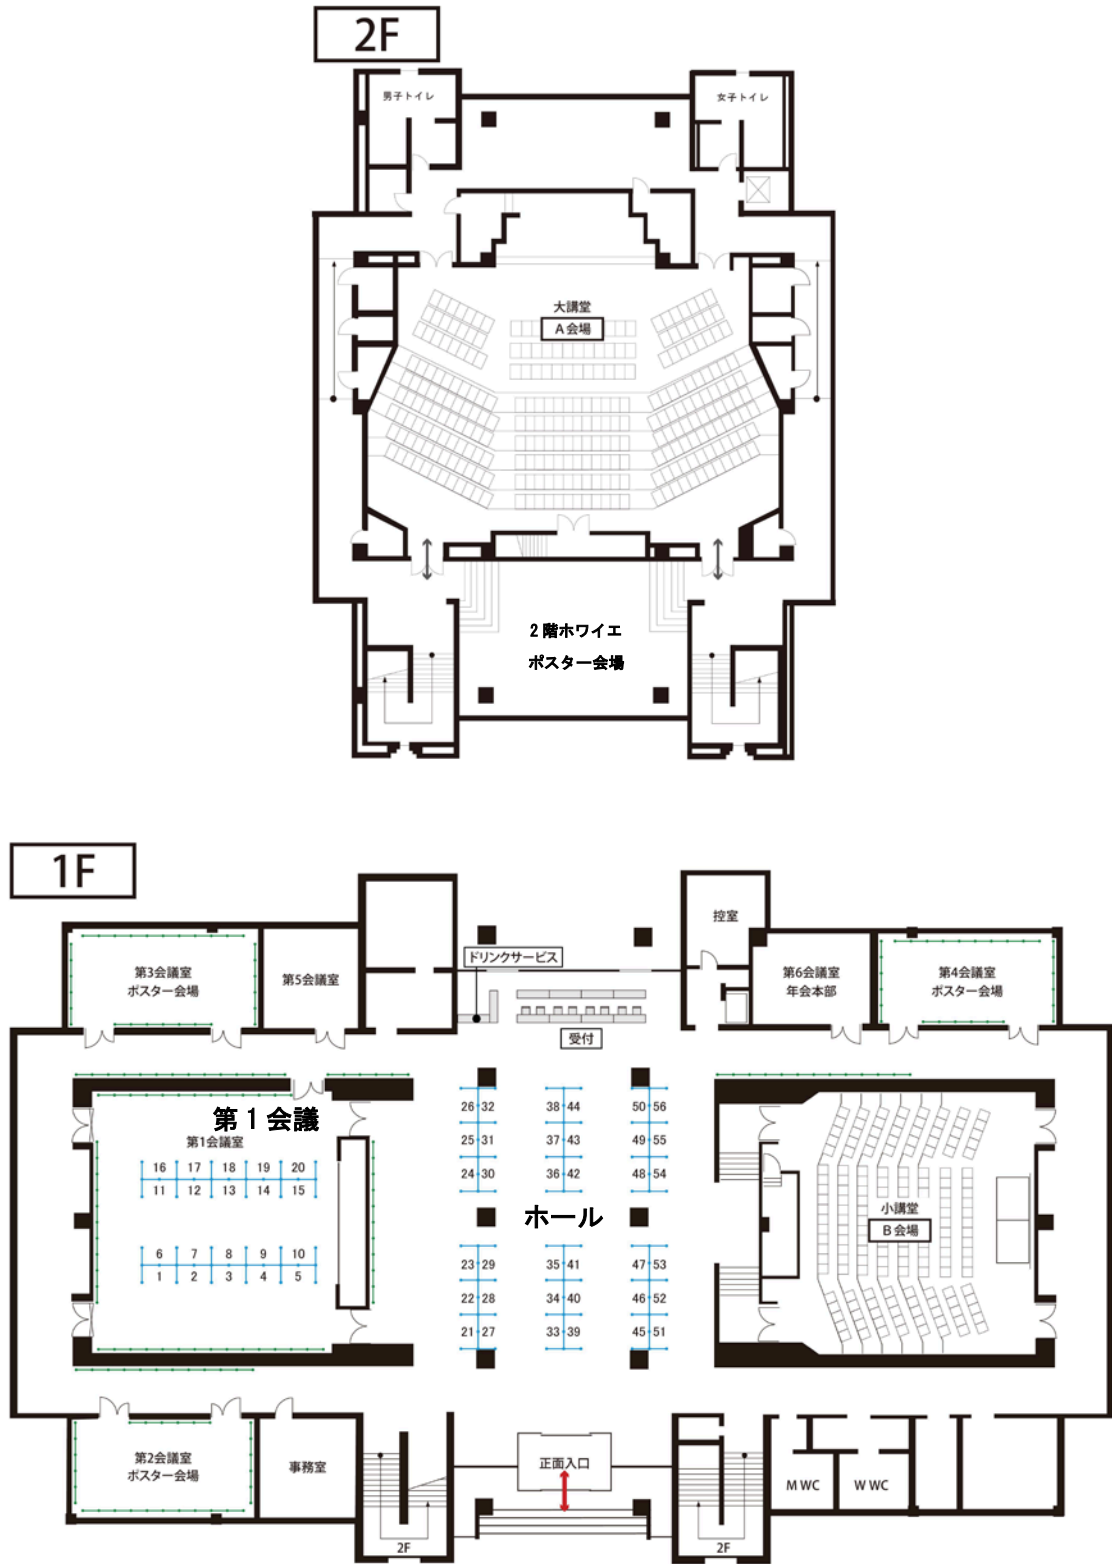 2F
男子トイレ
女子トイレ
大講堂
A会場
2階ホワイエ
ポスター会場
1F
控室
ドリンクサービス
第3会議室
ポスター会場
第5会議室
第6会議室
年会本部
第4会議室
ポスター会場
受付
第1会議
第1会議室
16 17 18 19 20
11 12 13 14 15
6 7 8 9 10
1 2 3 4 5
26 32 38 44 50 56
25 31 37 43 49 55
24 30 36 42 48 54
ホール
23 29 35 41 47 53
22 28 34 40 46 52
21 27 33 39 45 51
小講堂
B会場
第2会議室
ポスター会場
事務室
正面入口
M WC
W WC
2F
2F